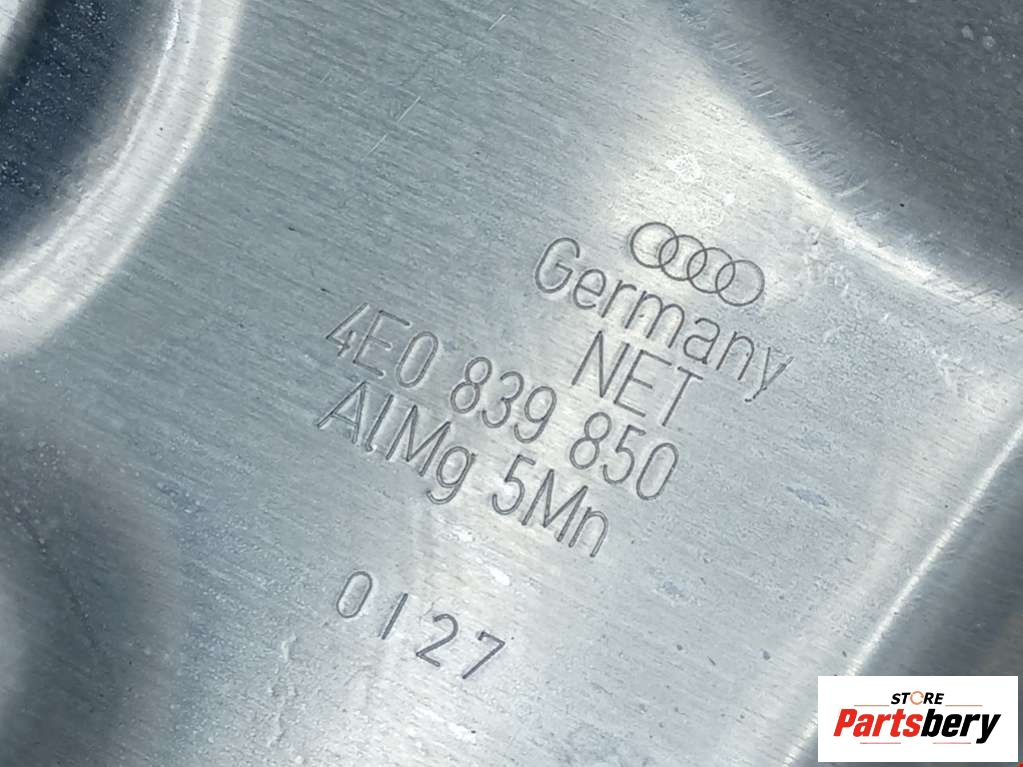 Germany
NET
4E0 839 850
AlMg 5Mn
0127
STORE
Partsbery